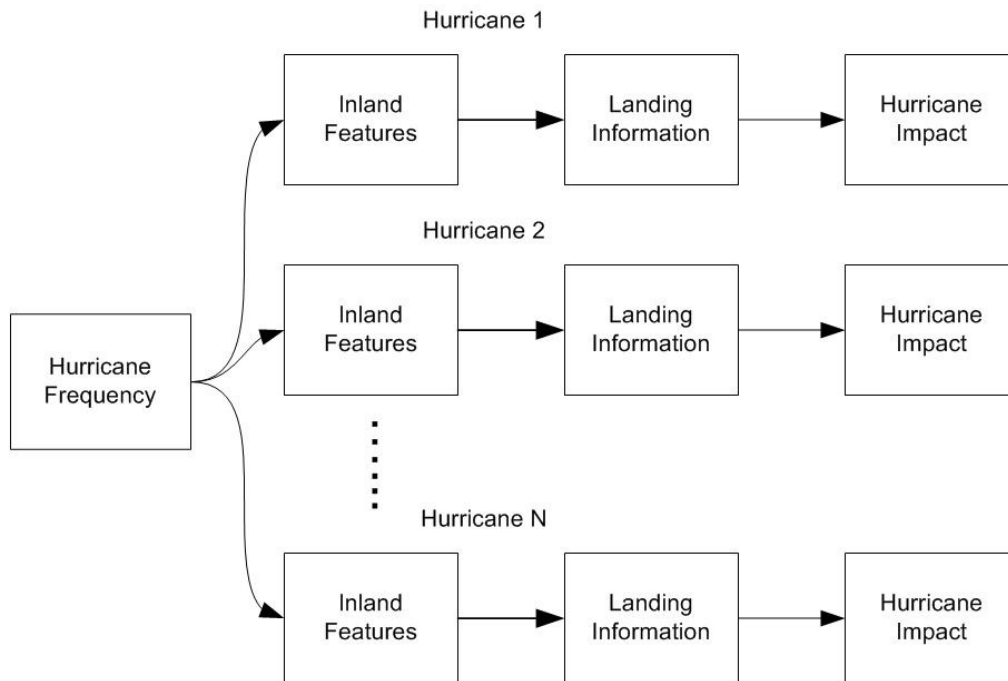 Hurricane 1
Inland
Features
Landing
Information
Hurricane
Impact
Hurricane 2
Inland
Features
Landing
Information
Hurricane
Impact
Hurricane
Frequency
Hurricane N
Inland
Features
Landing
Information
Hurricane
Impact